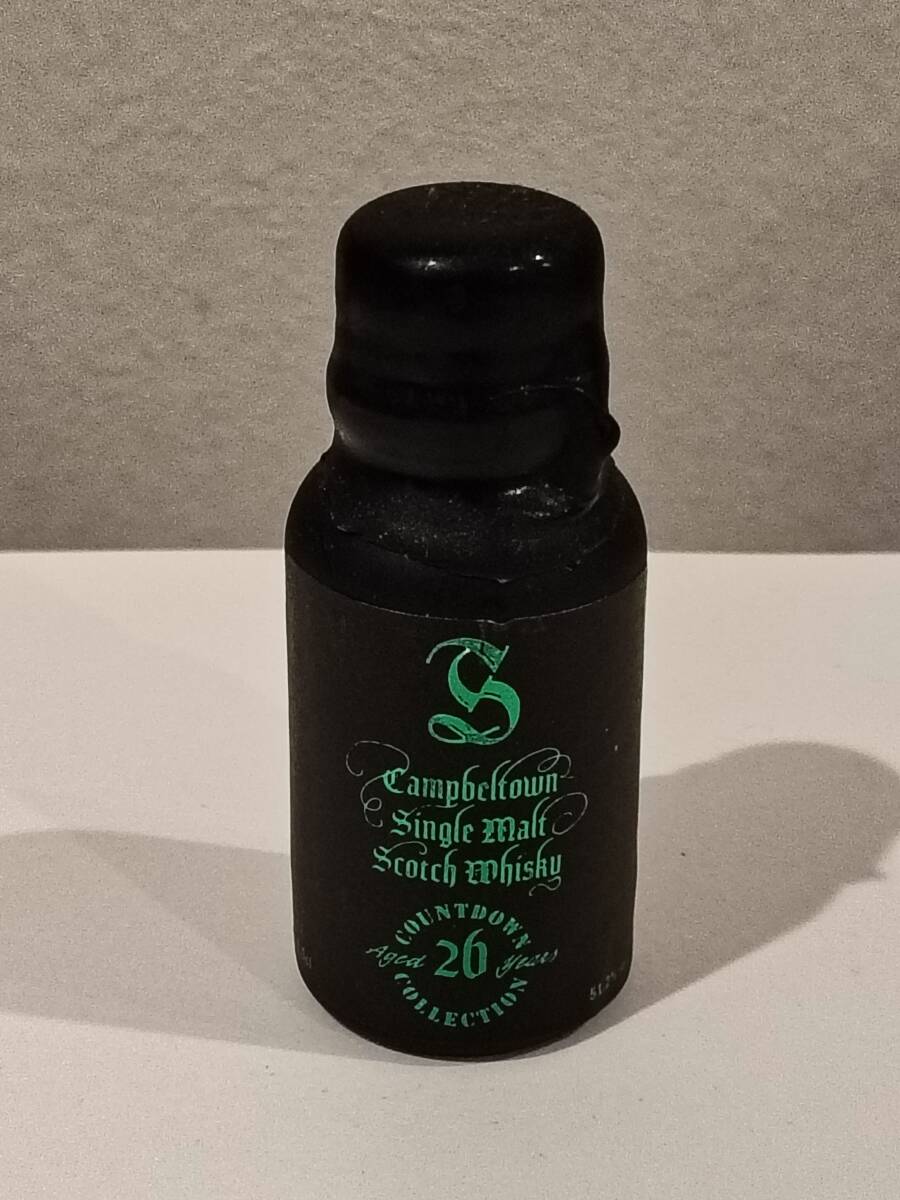 S
Campbeltown
Single Malt
Scotch Whisky
COUNTDOWN
Aged 26 Years
COLLECTION